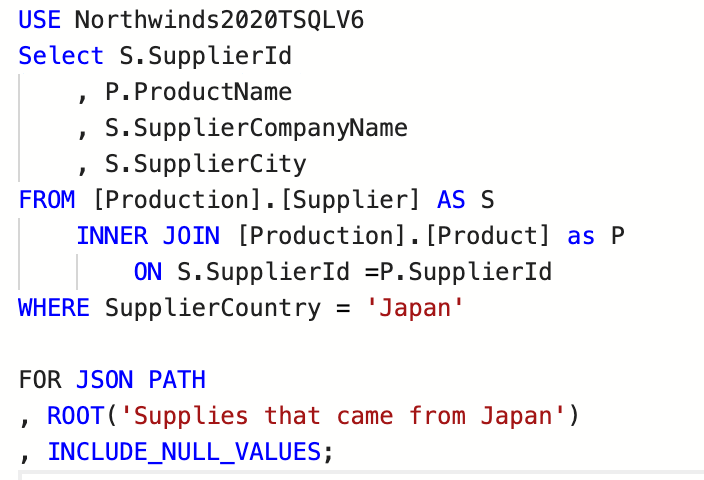 USE Northwinds2020TSQLV6
Select S.SupplierId
, P.ProductName
, S.SupplierCompanyName
, S.SupplierCity
FROM [Production].[Supplier] AS S
INNER JOIN [Production].[Product] as P
ON S.SupplierId =P.SupplierId
WHERE SupplierCountry = 'Japan'
FOR JSON PATH
, ROOT('Supplies that came from Japan')
, INCLUDE_NULL_VALUES;